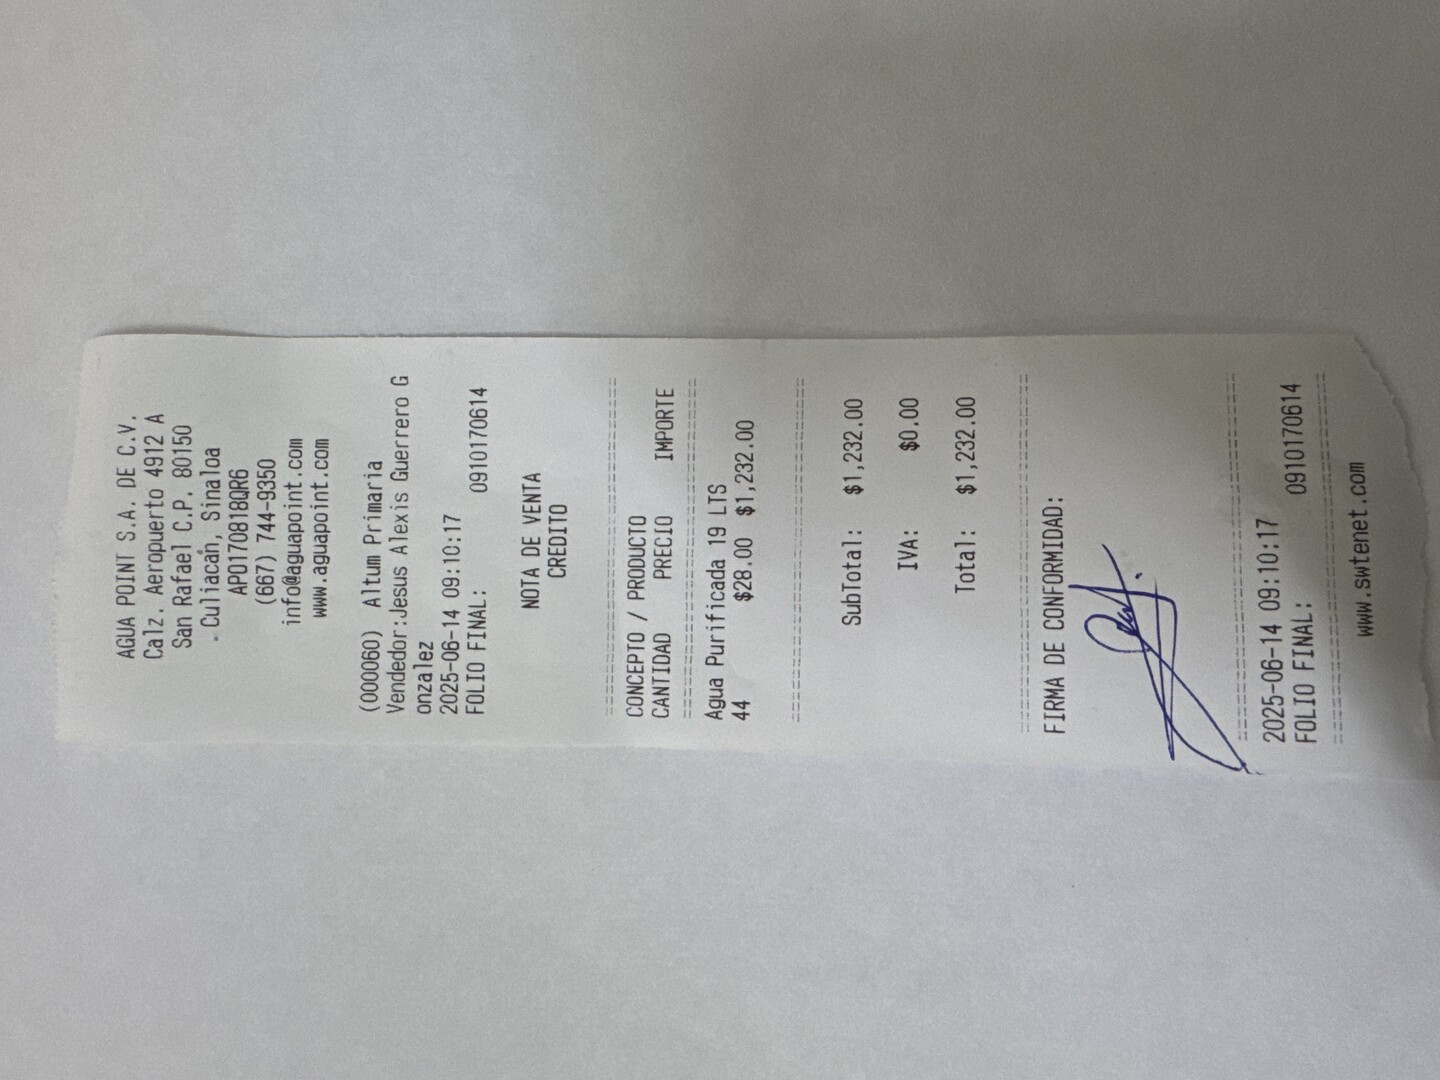 AGUA POINT S.A. DE C.V.
Calz. Aeropuerto 4912 A
San Rafael C.P. 80150
- Culiacán, Sinaloa
APO170818QR6
(667) 744-9350
info@aguapoint.com
www.aguapoint.com
(000060) Altum Primaria
Vendedor:Jesus Alexis Guerrero G
onzalez
2025-06-14 09:10:17
FOLIO FINAL: 0910170614
NOTA DE VENTA
CREDITO
================================
CONCEPTO / PRODUCTO
CANTIDAD PRECIO IMPORTE
================================
Agua Purificada 19 LTS
44 $28.00 $1,232.00
================================
SubTotal: $1,232.00
IVA: $0.00
Total: $1,232.00
================================
FIRMA DE CONFORMIDAD:
================================
2025-06-14 09:10:17
FOLIO FINAL: 0910170614
================================
www.swtenet.com